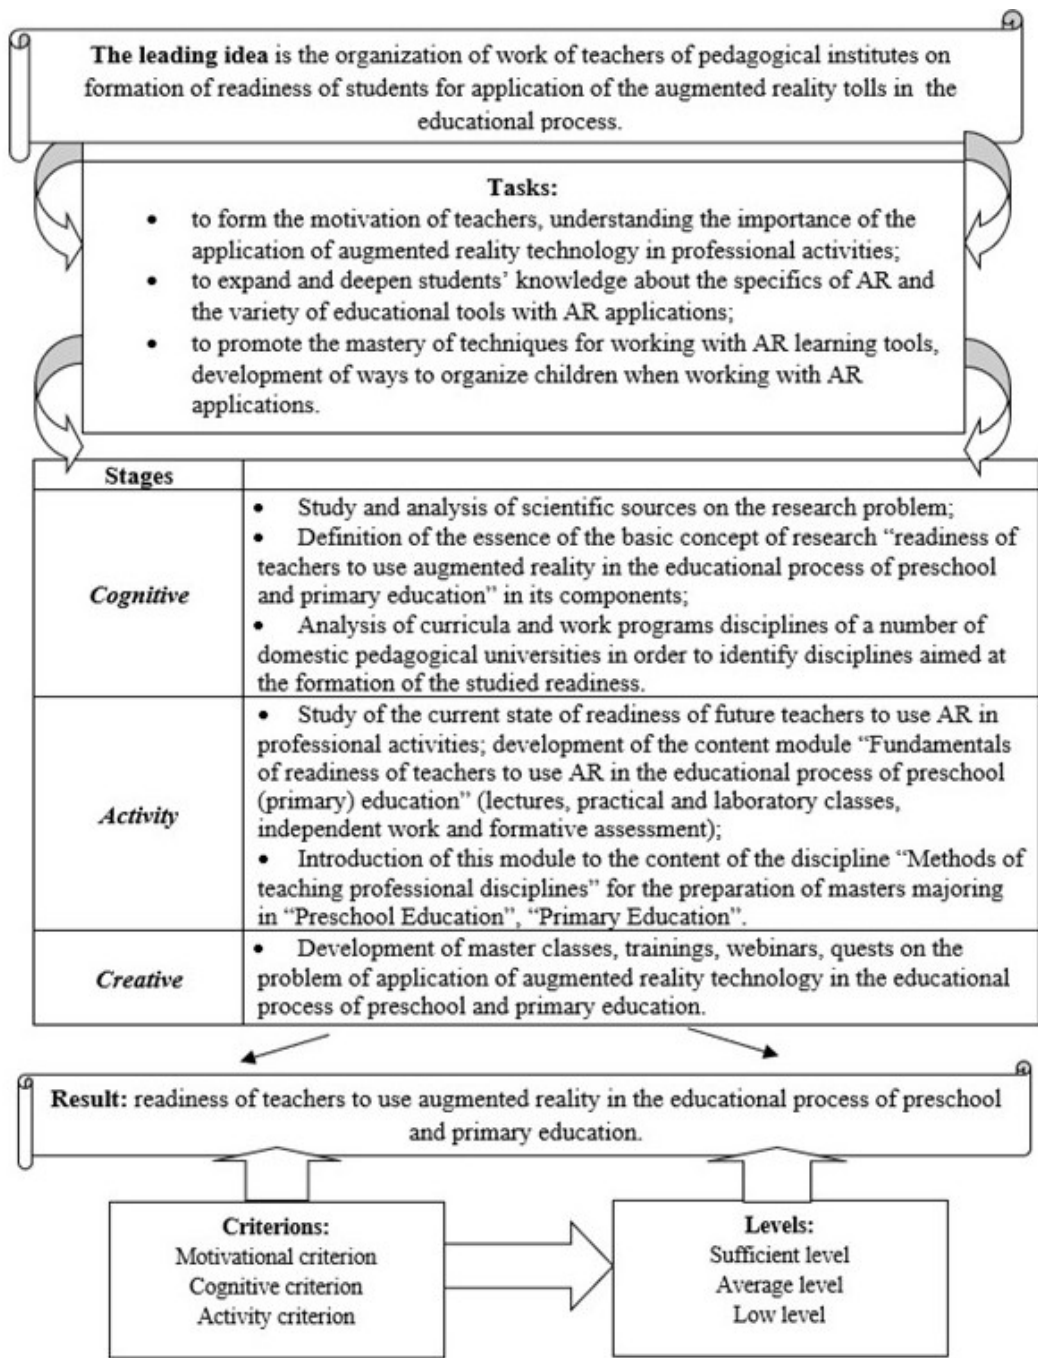 The leading idea is the organization of work of teachers of pedagogical institutes on
formation of readiness of students for application of the augmented reality tolls in the
educational process.
Tasks:
• to form the motivation of teachers, understanding the importance of the
application of augmented reality technology in professional activities;
• to expand and deepen students’ knowledge about the specifics of AR and
the variety of educational tools with AR applications;
• to promote the mastery of techniques for working with AR learning tools,
development of ways to organize children when working with AR
applications.
Stages
Cognitive
• Study and analysis of scientific sources on the research problem;
• Definition of the essence of the basic concept of research “readiness of
teachers to use augmented reality in the educational process of preschool
and primary education” in its components;
• Analysis of curricula and work programs disciplines of a number of
domestic pedagogical universities in order to identify disciplines aimed at
the formation of the studied readiness.
Activity
• Study of the current state of readiness of future teachers to use AR in
professional activities; development of the content module “Fundamentals
of readiness of teachers to use AR in the educational process of preschool
(primary) education” (lectures, practical and laboratory classes,
independent work and formative assessment);
• Introduction of this module to the content of the discipline “Methods of
teaching professional disciplines” for the preparation of masters majoring
in “Preschool Education”, “Primary Education”.
Creative
• Development of master classes, trainings, webinars, quests on the
problem of application of augmented reality technology in the educational
process of preschool and primary education.
Result: readiness of teachers to use augmented reality in the educational process of preschool
and primary education.
Criterions:
Motivational criterion
Cognitive criterion
Activity criterion
Levels:
Sufficient level
Average level
Low level